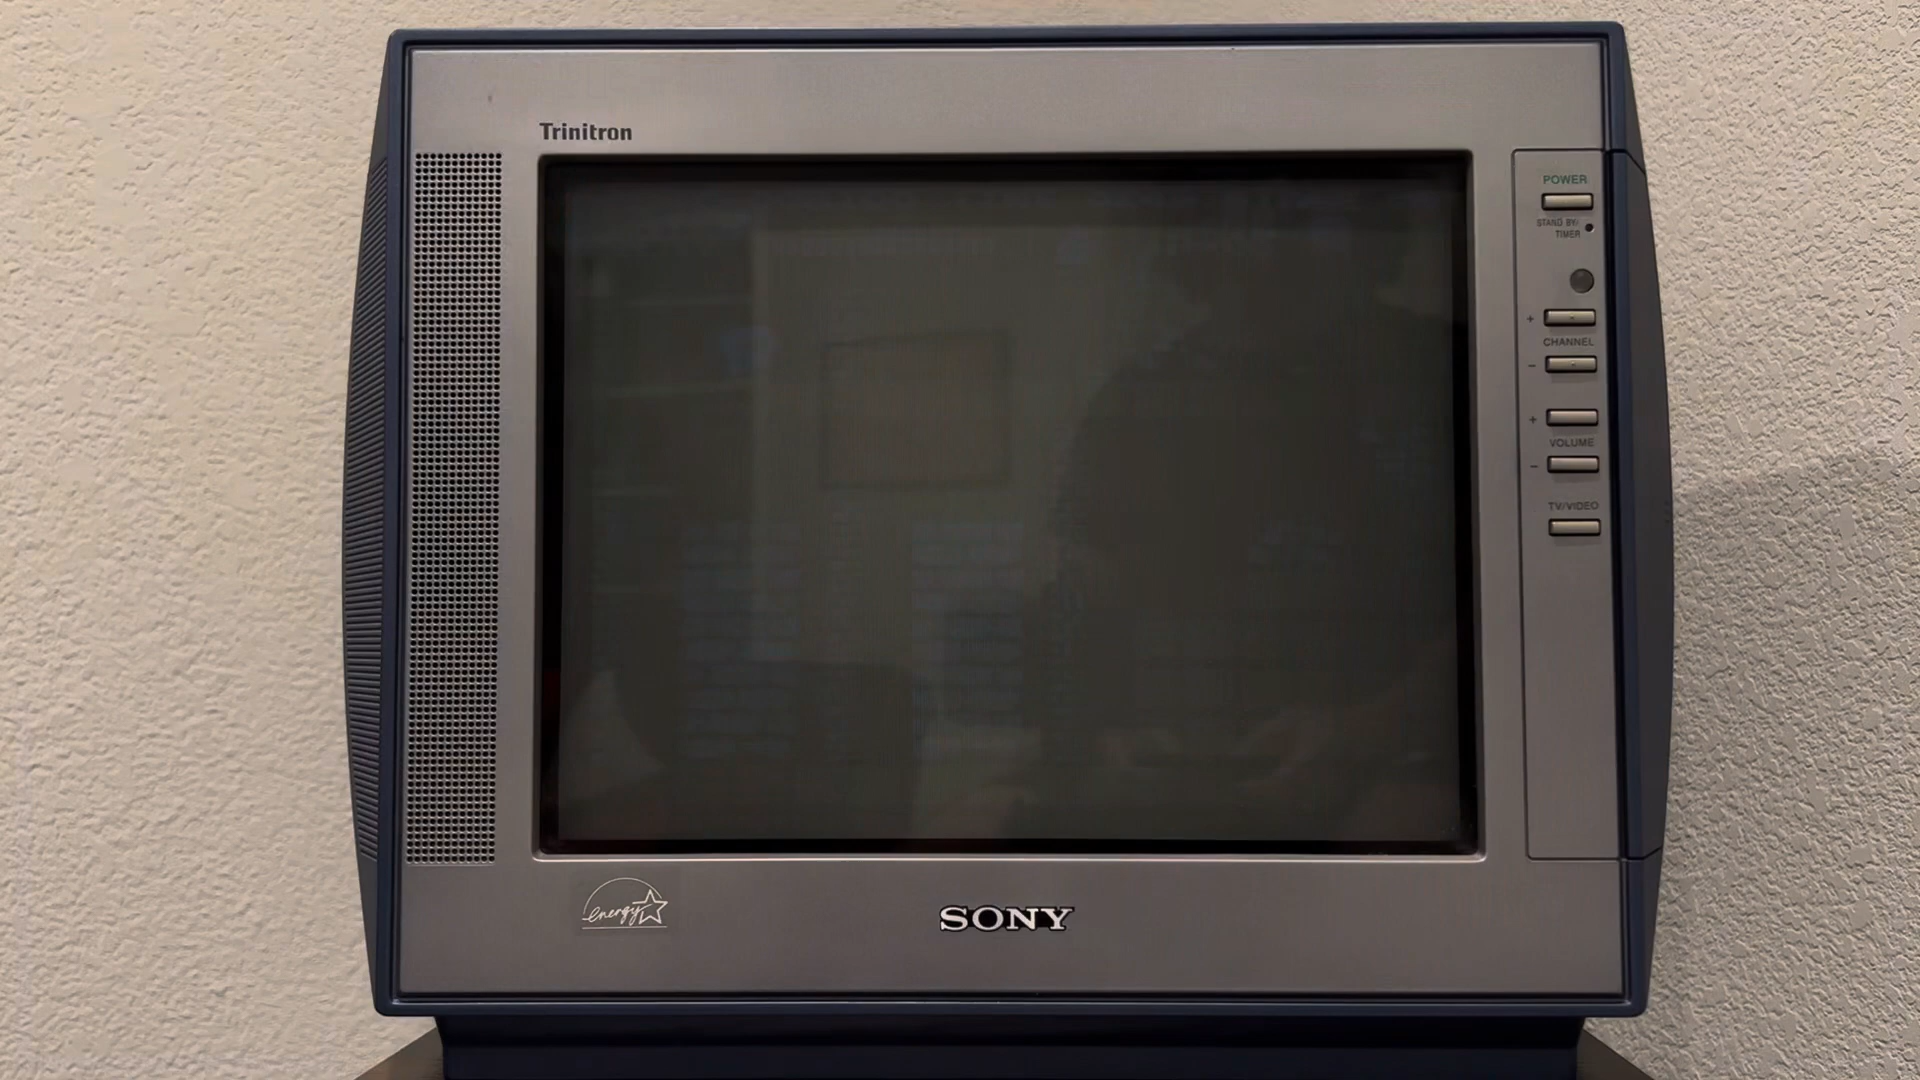 Trinitron
POWER
STAND BY/
TIMER
+
CHANNEL
−
+
VOLUME
−
TV/VIDEO
energy
SONY